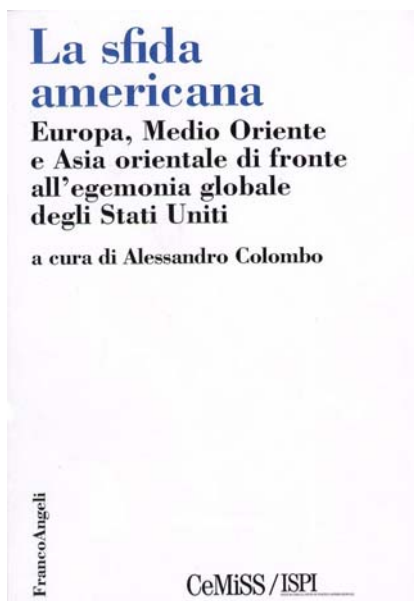 La sfida
americana
Europa, Medio Oriente
e Asia orientale di fronte
all'egemonia globale
degli Stati Uniti
a cura di Alessandro Colombo
FrancoAngeli
CeMiSS / ISPI